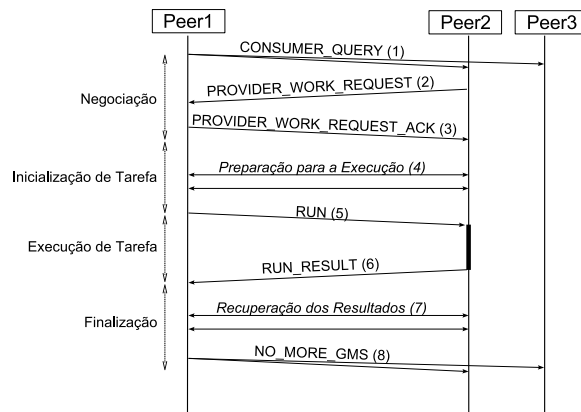 Peer1
Peer2
Peer3
CONSUMER_QUERY (1)
PROVIDER_WORK_REQUEST (2)
Negociação
PROVIDER_WORK_REQUEST_ACK (3)
Preparação para a Execução (4)
Inicialização de Tarefa
RUN (5)
Execução de Tarefa
RUN_RESULT (6)
Recuperação dos Resultados (7)
Finalização
NO_MORE_GMS (8)